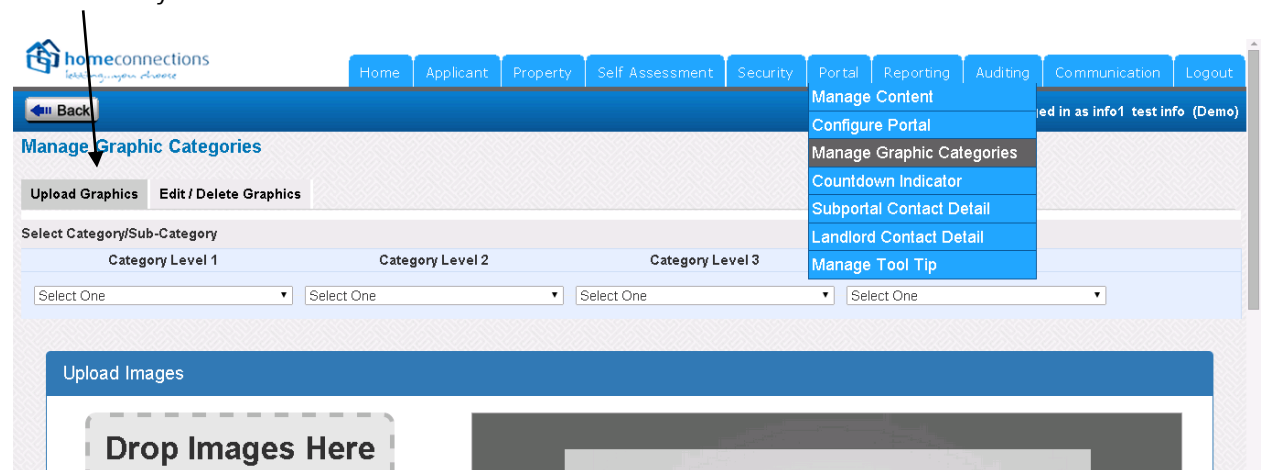 homeconnections
letting...you choose
Home Applicant Property Self Assessment Security Portal Reporting Auditing Communication Logout
Back
Manage Content
ged in as info1 test info (Demo)
Configure Portal
Manage Graphic Categories
Manage Graphic Categories
Countdown Indicator
Upload Graphics Edit / Delete Graphics
Subportal Contact Detail
Select Category/Sub-Category
Landlord Contact Detail
Category Level 1 Category Level 2 Category Level 3
Manage Tool Tip
Select One Select One Select One Select One
Upload Images
Drop Images Here